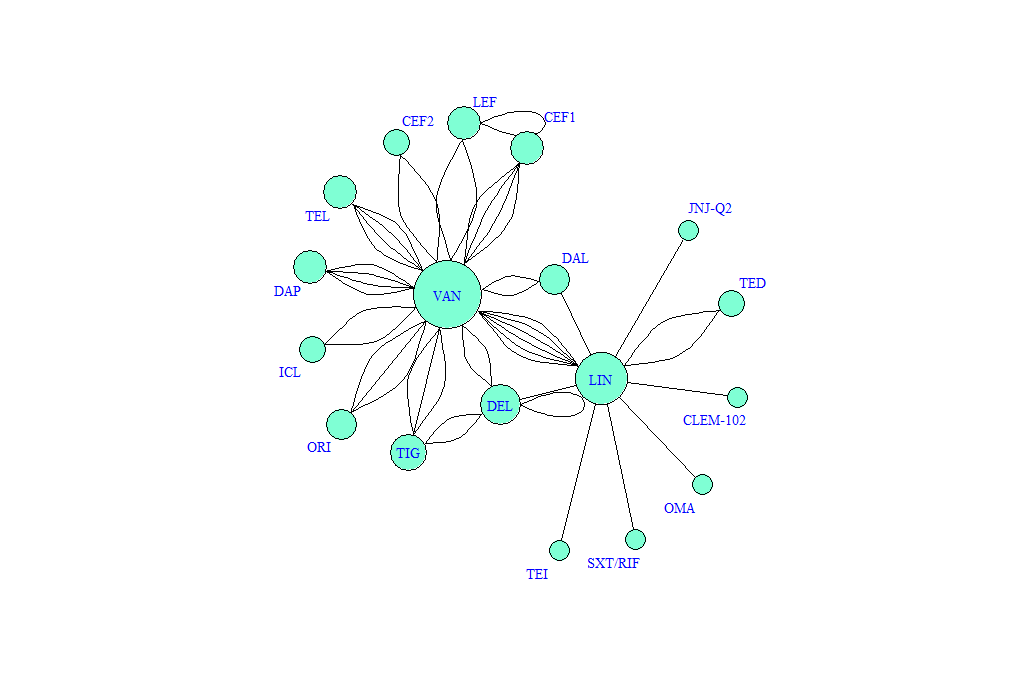 LEF
CEF2
CEF1
JNJ-Q2
TEL
DAL
TED
DAP
VAN
ICL
LIN
DEL
CLEM-102
ORI
TIG
OMA
SXT/RIF
TEI